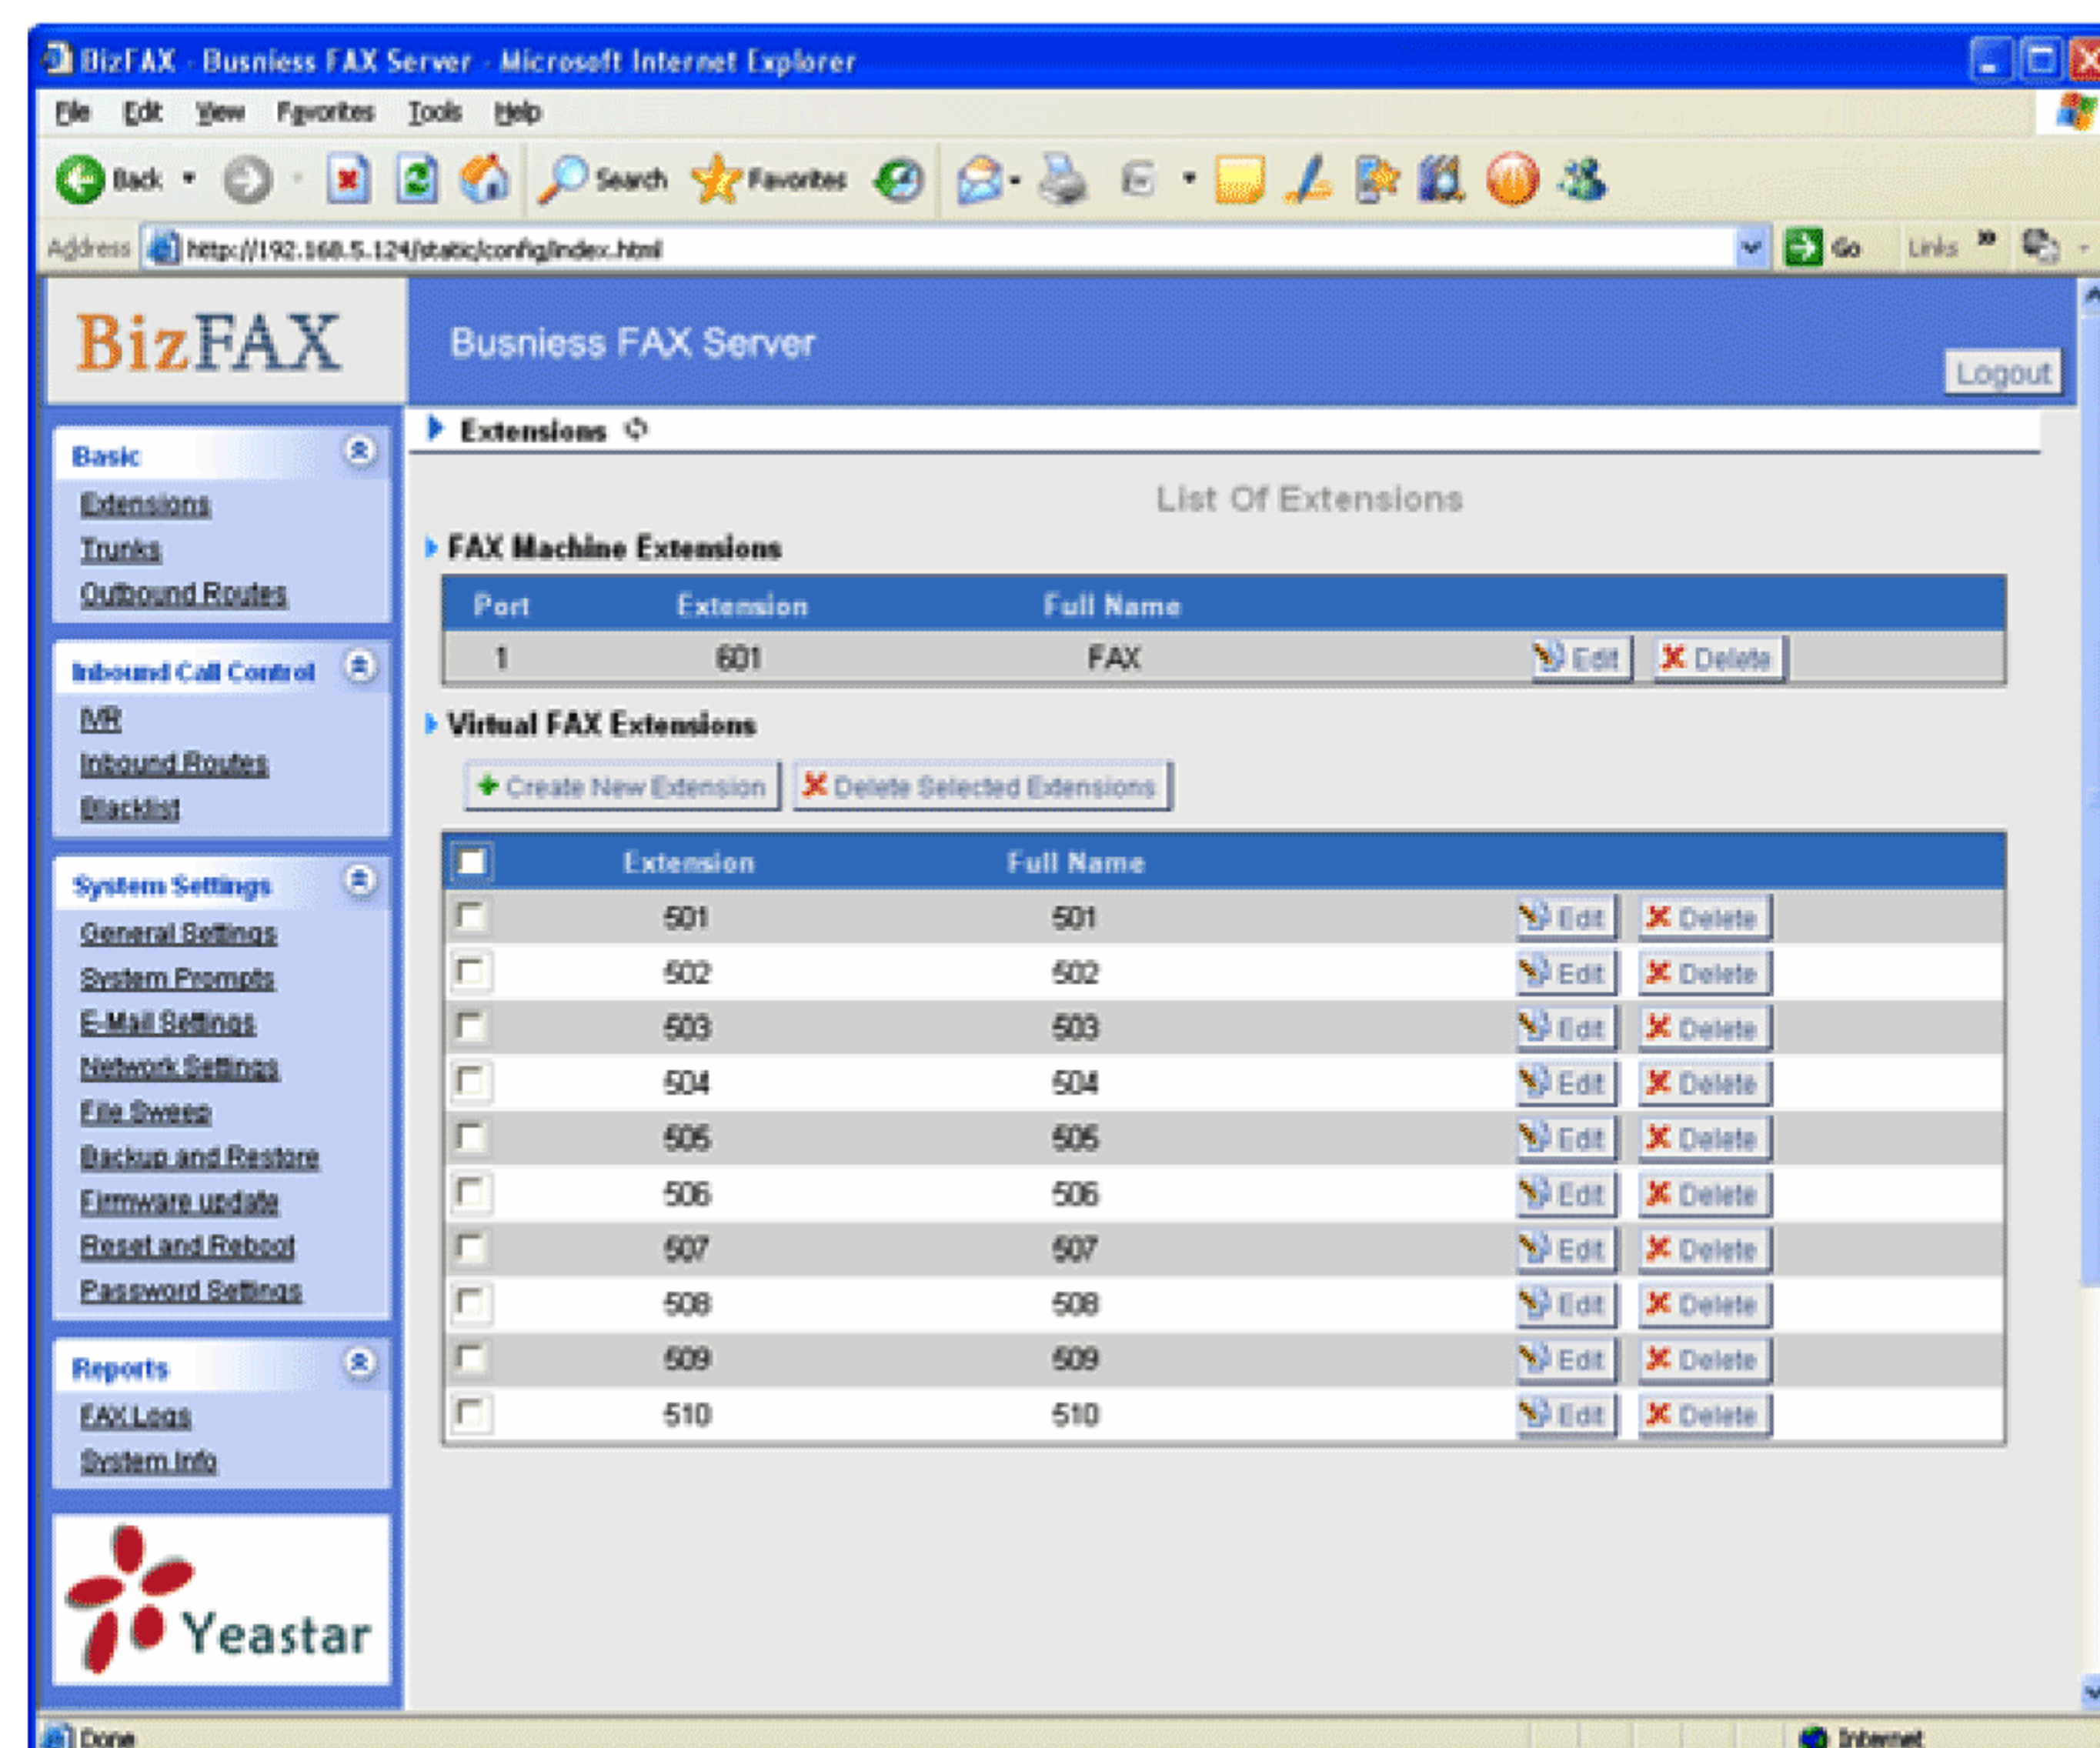 BizFAX - Busniess FAX Server - Microsoft Internet Explorer
File Edit View Favorites Tools Help
Back Search Favorites
Address http://192.168.5.124/static/config/index.html Go Links »
BizFAX
Busniess FAX Server
Logout
Basic
Extensions
Trunks
Outbound Routes
Inbound Call Control
IVR
Inbound Routes
Blacklist
System Settings
General Settings
System Prompts
E-Mail Settings
Network Settings
File Sweep
Backup and Restore
Firmware update
Reset and Reboot
Password Settings
Reports
FAX Logs
System Info
Yeastar
Extensions
List Of Extensions
FAX Machine Extensions
Port Extension Full Name
1 601 FAX Edit Delete
Virtual FAX Extensions
Create New Extension Delete Selected Extensions
Extension Full Name
501 501 Edit Delete
502 502 Edit Delete
503 503 Edit Delete
504 504 Edit Delete
505 505 Edit Delete
506 506 Edit Delete
507 507 Edit Delete
508 508 Edit Delete
509 509 Edit Delete
510 510 Edit Delete
Done Internet